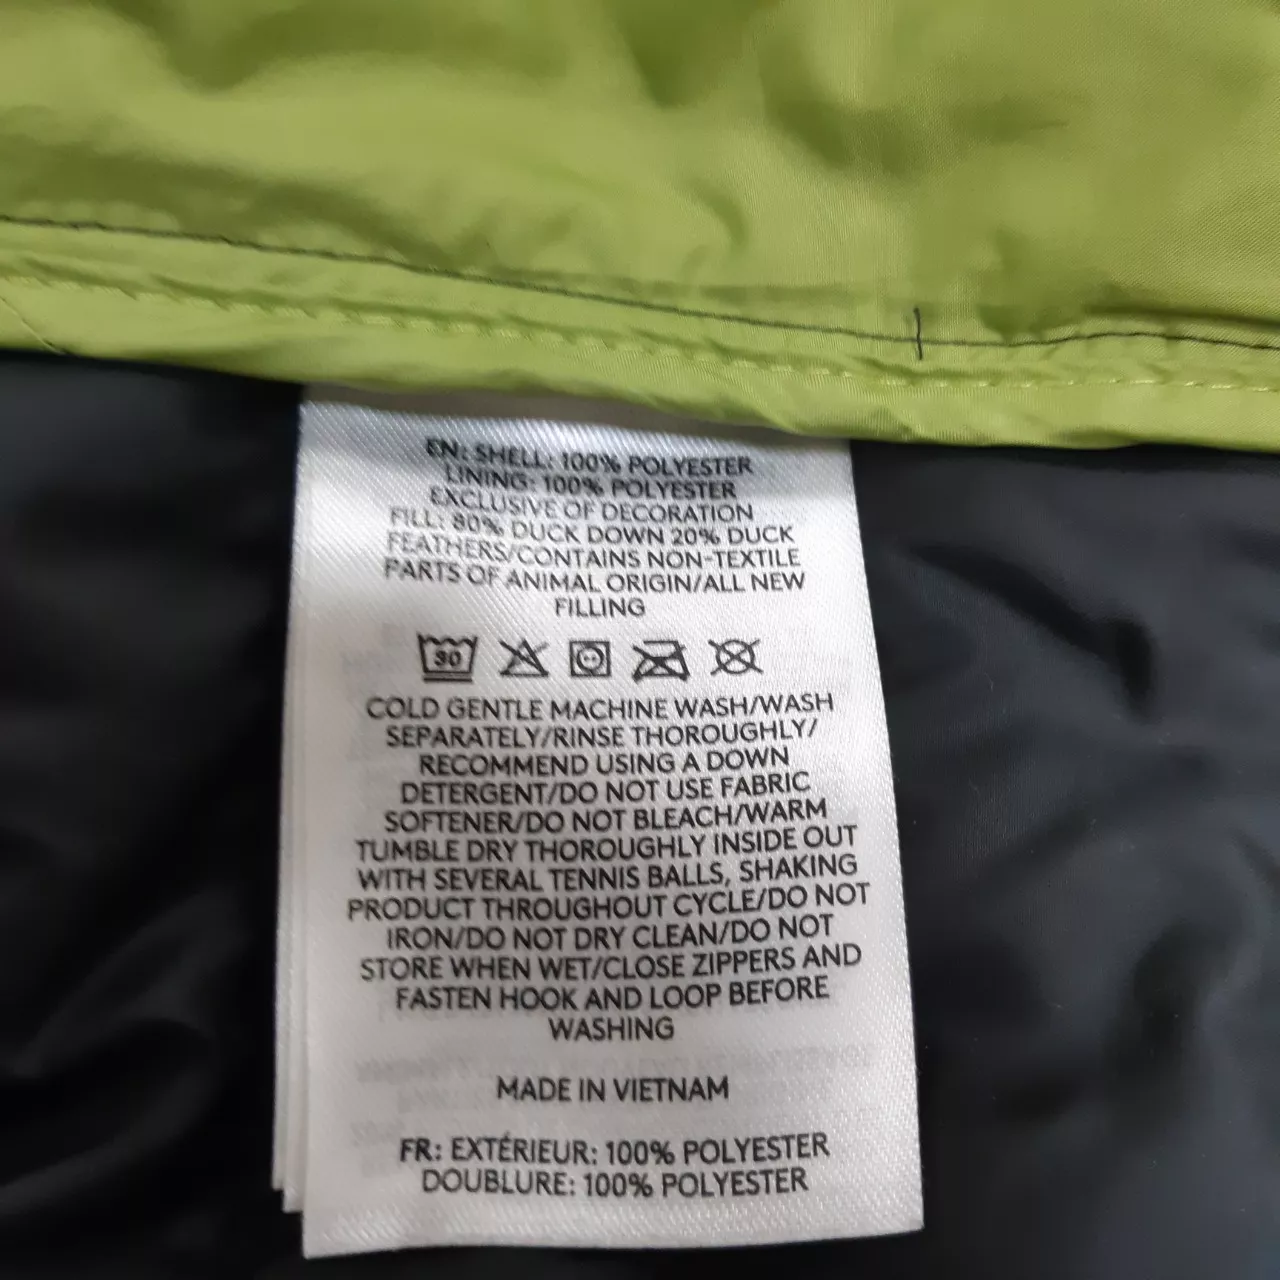 EN: SHELL: 100% POLYESTER
LINING: 100% POLYESTER
EXCLUSIVE OF DECORATION
FILL: 80% DUCK DOWN 20% DUCK
FEATHERS/CONTAINS NON-TEXTILE
PARTS OF ANIMAL ORIGIN/ALL NEW
FILLING
30
COLD GENTLE MACHINE WASH/WASH
SEPARATELY/RINSE THOROUGHLY/
RECOMMEND USING A DOWN
DETERGENT/DO NOT USE FABRIC
SOFTENER/DO NOT BLEACH/WARM
TUMBLE DRY THOROUGHLY INSIDE OUT
WITH SEVERAL TENNIS BALLS, SHAKING
PRODUCT THROUGHOUT CYCLE/DO NOT
IRON/DO NOT DRY CLEAN/DO NOT
STORE WHEN WET/CLOSE ZIPPERS AND
FASTEN HOOK AND LOOP BEFORE
WASHING
MADE IN VIETNAM
FR: EXTÉRIEUR: 100% POLYESTER
DOUBLURE: 100% POLYESTER